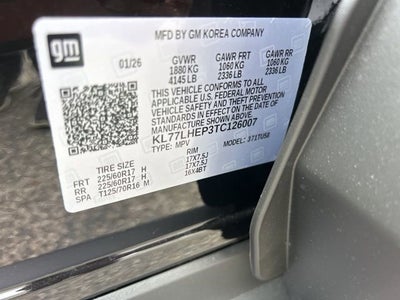 gm
MFD BY GM KOREA COMPANY
01/26
GVWR
1880 KG
4145 LB
GAWR FRT
1060 KG
2336 LB
GAWR RR
1060 KG
2336 LB
THIS VEHICLE CONFORMS TO ALL
APPLICABLE U.S. FEDERAL MOTOR
VEHICLE SAFETY AND THEFT
PREVENTION STANDARDS IN EFFECT
ON THE DATE OF MANUFACTURE
SHOWN ABOVE.
KL77LHEP3TC126007
TYPE: MPV
MODEL: 371TUSE
TIRE SIZE
RIM
FRT 225/60R17 H 17X7.5J
RR 225/60R17 H 17X7.5J
SPA T125/70R16 M 16X4BT